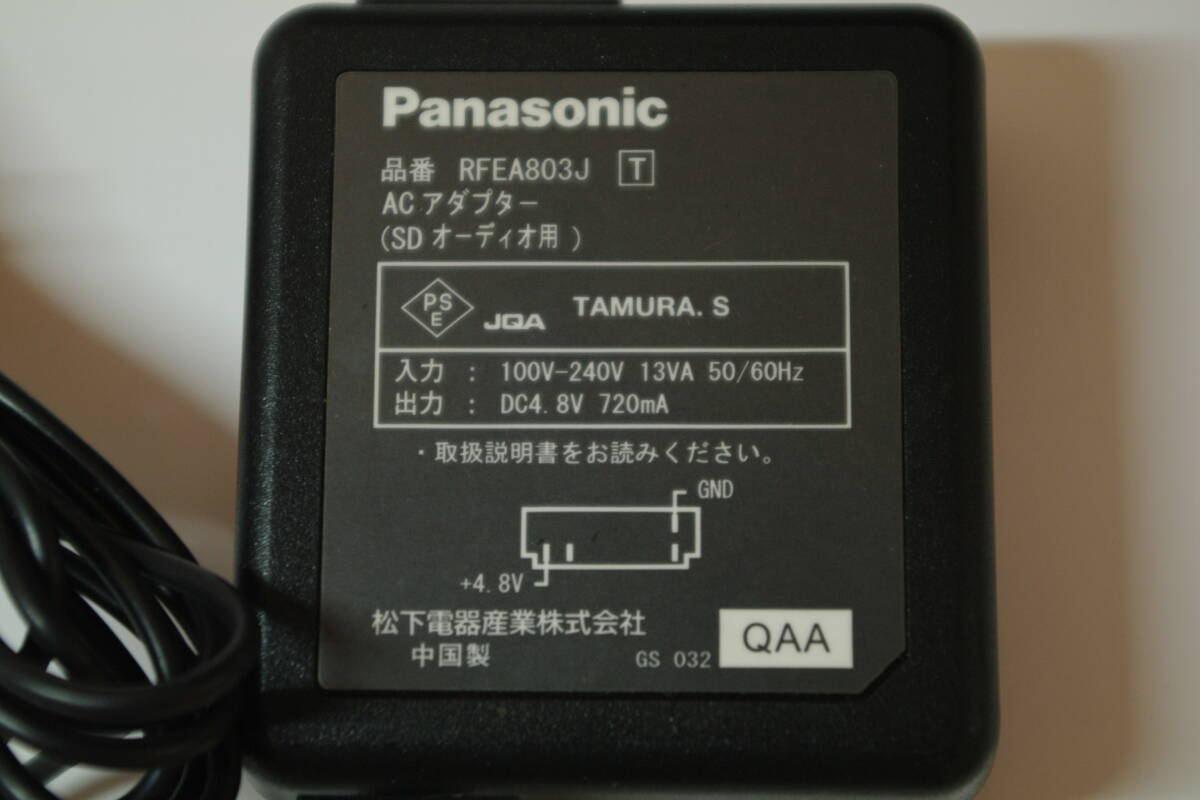 Panasonic
品番 RFEA803J T
ACアダプター
(SDオーディオ用)
PSE JQA TAMURA. S
入力 : 100V-240V 13VA 50/60Hz
出力 : DC4.8V 720mA
・取扱説明書をお読みください。
GND
+4.8V
松下電器産業株式会社
中国製 GS 032 QAA